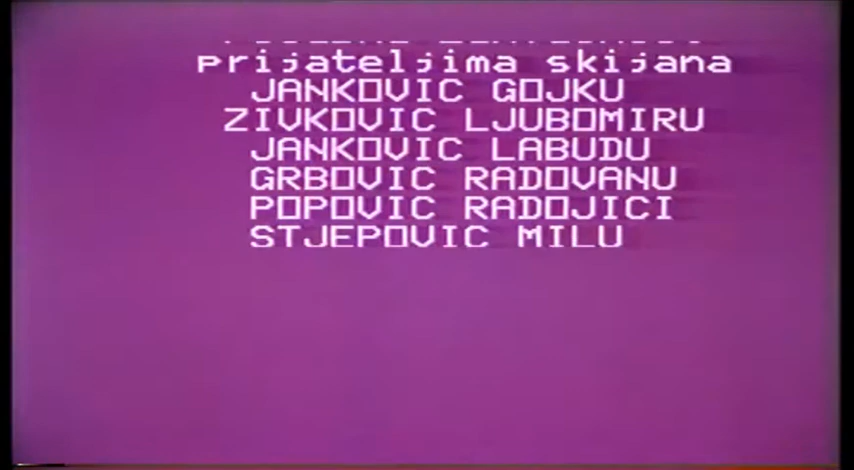 prijateljima skijana
JANKOVIC GOJKU
ZIVKOVIC LJUBOMIRU
JANKOVIC LABUDU
GRBOVIC RADOVANU
POPOVIC RADOJICI
STJEPOVIC MILU